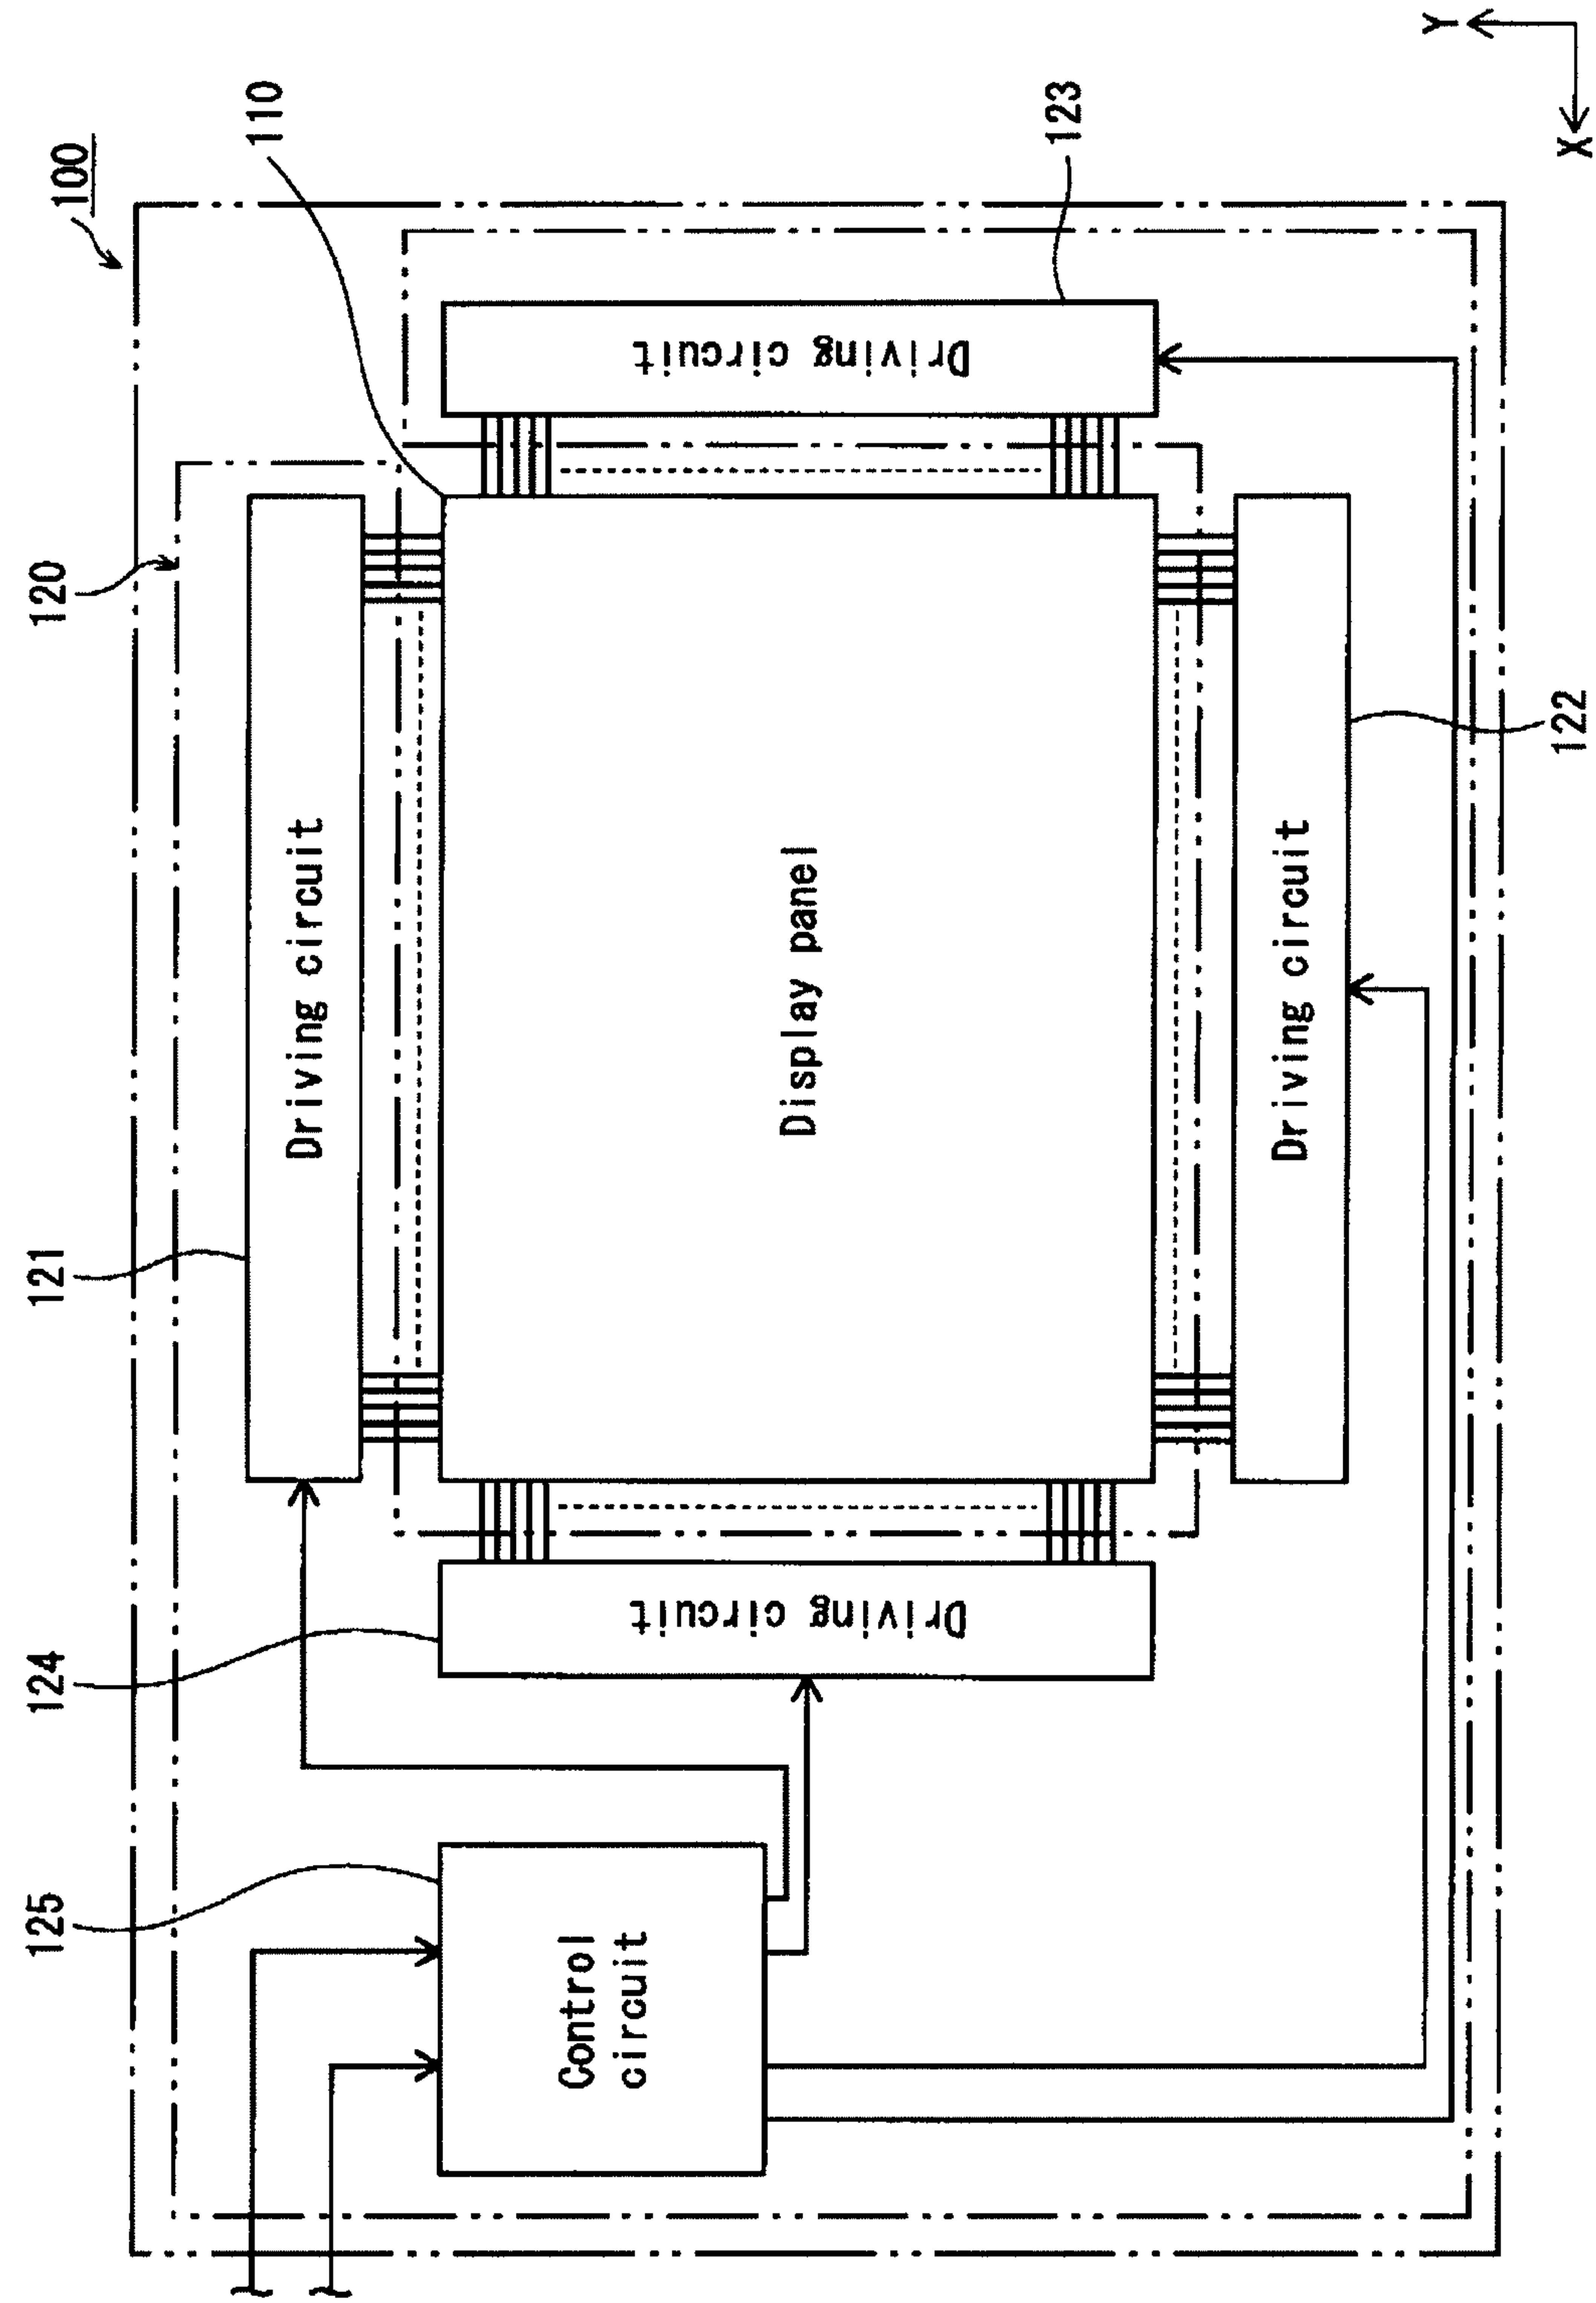 125
124
121
120
100
110
Driving circuit
Control
circuit
Driving circuit
Display panel
Driving circuit
123
Driving circuit
Y
122
X